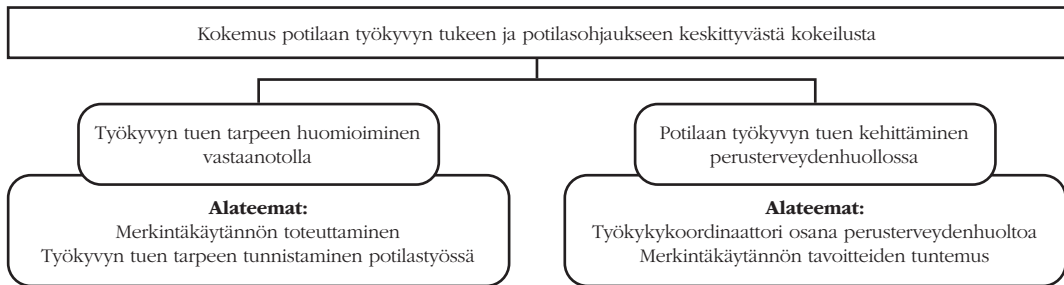 Kokemus potilaan työkyvyn tukeen ja potilasohjaukseen keskittyvästä kokeilusta
Työkyvyn tuen tarpeen huomioiminen
vastaanotolla
Alateemat:
Merkintäkäytännön toteuttaminen
Työkyvyn tuen tarpeen tunnistaminen potilastyössä
Potilaan työkyvyn tuen kehittäminen
perusterveydenhuollossa
Alateemat:
Työkykykoordinaattori osana perusterveydenhuoltoa
Merkintäkäytännön tavoitteiden tuntemus